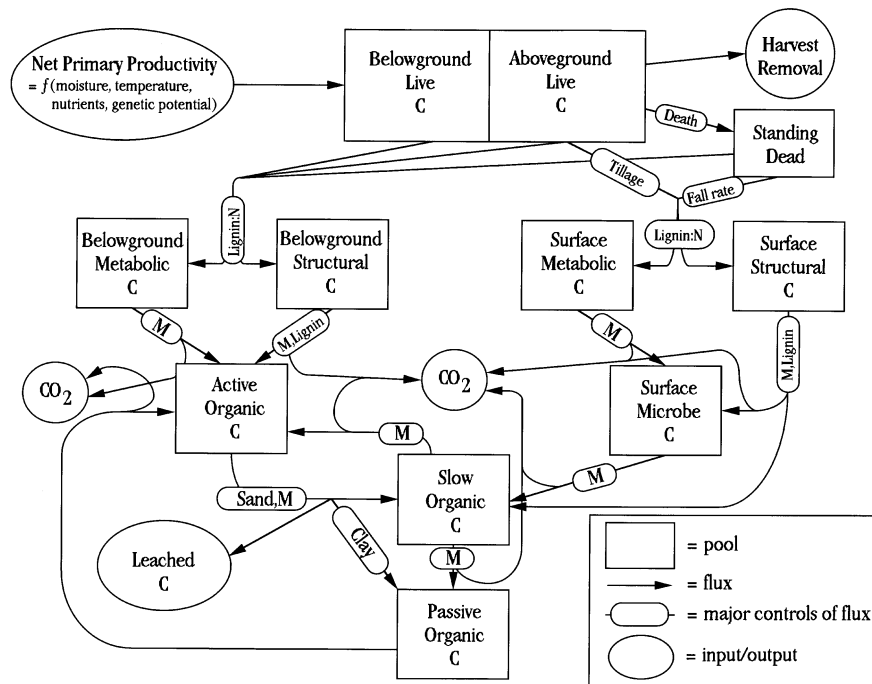 Net Primary Productivity
= f(moisture, temperature,
nutrients, genetic potential)
Belowground
Live
C
Aboveground
Live
C
Harvest
Removal
Death
Standing
Dead
Tillage
Fall rate
Lignin:N
Lignin:N
Belowground
Metabolic
C
Belowground
Structural
C
Surface
Metabolic
C
Surface
Structural
C
M
M,Lignin
M
M,Lignin
CO2
Active
Organic
C
CO2
Surface
Microbe
C
M
Sand,M
Slow
Organic
C
M
Clay
Leached
C
M
Passive
Organic
C
= pool
= flux
= major controls of flux
= input/output